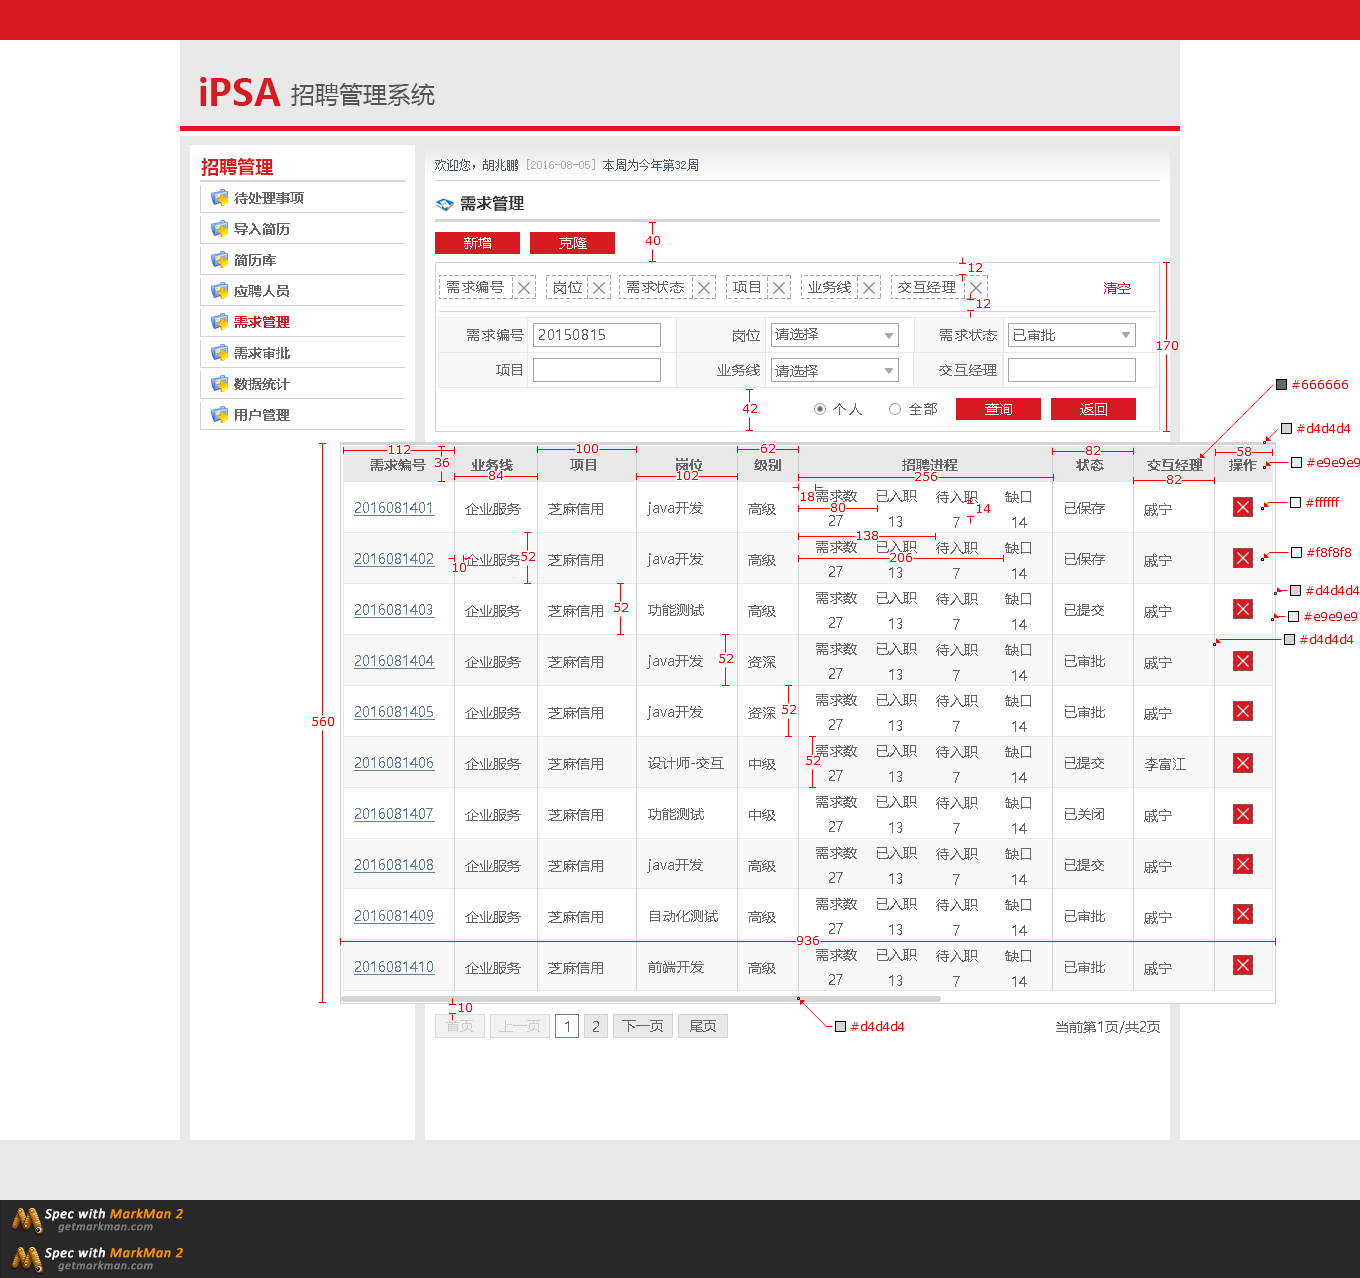 iPSA 招聘管理系统
招聘管理
待处理事项
导入简历
简历库
应聘人员
需求管理
需求审批
数据统计
用户管理
欢迎您，胡兆鹏 [2016-08-05] 本周为今年第32周
需求管理
新增 克隆 40
12
需求编号 岗位 需求状态 项目 业务线 交互经理 清空
12
需求编号 20150815 岗位 请选择 需求状态 已审批
170
项目 业务线 请选择 交互经理
42 个人 全部 查询 返回
#666666
#d4d4d4
112 36 84 100 102 62 256 82 82 58
需求编号 业务线 项目 岗位 级别 招聘进程 状态 交互经理 操作
#e9e9e9
18 需求数 已入职 待入职 缺口
80 14
2016081401 企业服务 芝麻信用 java开发 高级 27 13 7 14 已保存 戚宁
#ffffff
138 206
需求数 已入职 待入职 缺口
2016081402 企业服务 芝麻信用 java开发 高级 27 13 7 14 已保存 戚宁
10 52
#f8f8f8
#d4d4d4
需求数 已入职 待入职 缺口
2016081403 企业服务 芝麻信用 功能测试 高级 27 13 7 14 已提交 戚宁
52
#e9e9e9
#d4d4d4
需求数 已入职 待入职 缺口
2016081404 企业服务 芝麻信用 java开发 资深 27 13 7 14 已审批 戚宁
52
需求数 已入职 待入职 缺口
2016081405 企业服务 芝麻信用 java开发 资深 27 13 7 14 已审批 戚宁
52
560
需求数 已入职 待入职 缺口
2016081406 企业服务 芝麻信用 设计师-交互 中级 27 13 7 14 已提交 李富江
52
需求数 已入职 待入职 缺口
2016081407 企业服务 芝麻信用 功能测试 中级 27 13 7 14 已关闭 戚宁
需求数 已入职 待入职 缺口
2016081408 企业服务 芝麻信用 java开发 高级 27 13 7 14 已提交 戚宁
需求数 已入职 待入职 缺口
2016081409 企业服务 芝麻信用 自动化测试 高级 27 13 7 14 已审批 戚宁
936
需求数 已入职 待入职 缺口
2016081410 企业服务 芝麻信用 前端开发 高级 27 13 7 14 已审批 戚宁
10
#d4d4d4
首页 上一页 1 2 下一页 尾页 当前第1页/共2页
Spec with MarkMan 2
getmarkman.com
Spec with MarkMan 2
getmarkman.com